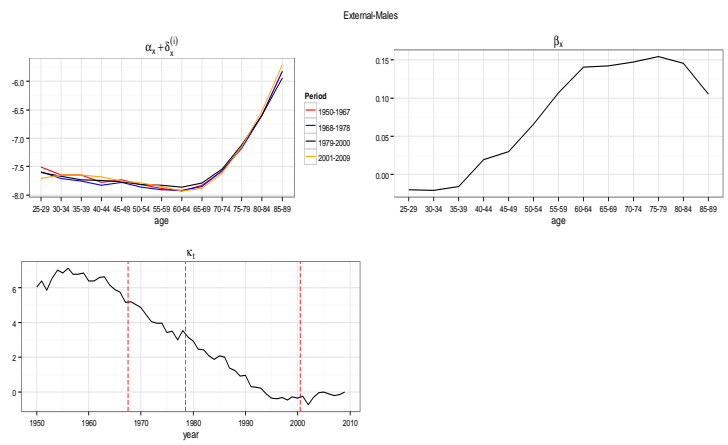 External-Males
αx + δx(i)
-6.0
-6.5
-7.0
-7.5
-8.0
25-29 30-34 35-39 40-44 45-49 50-54 55-59 60-64 65-69 70-74 75-79 80-84 85-89
age
Period
1950-1967
1968-1978
1979-2000
2001-2009
βx
0.15
0.10
0.05
0.00
25-29 30-34 35-39 40-44 45-49 50-54 55-59 60-64 65-69 70-74 75-79 80-84 85-89
age
κt
6
4
2
0
1950 1960 1970 1980 1990 2000 2010
year